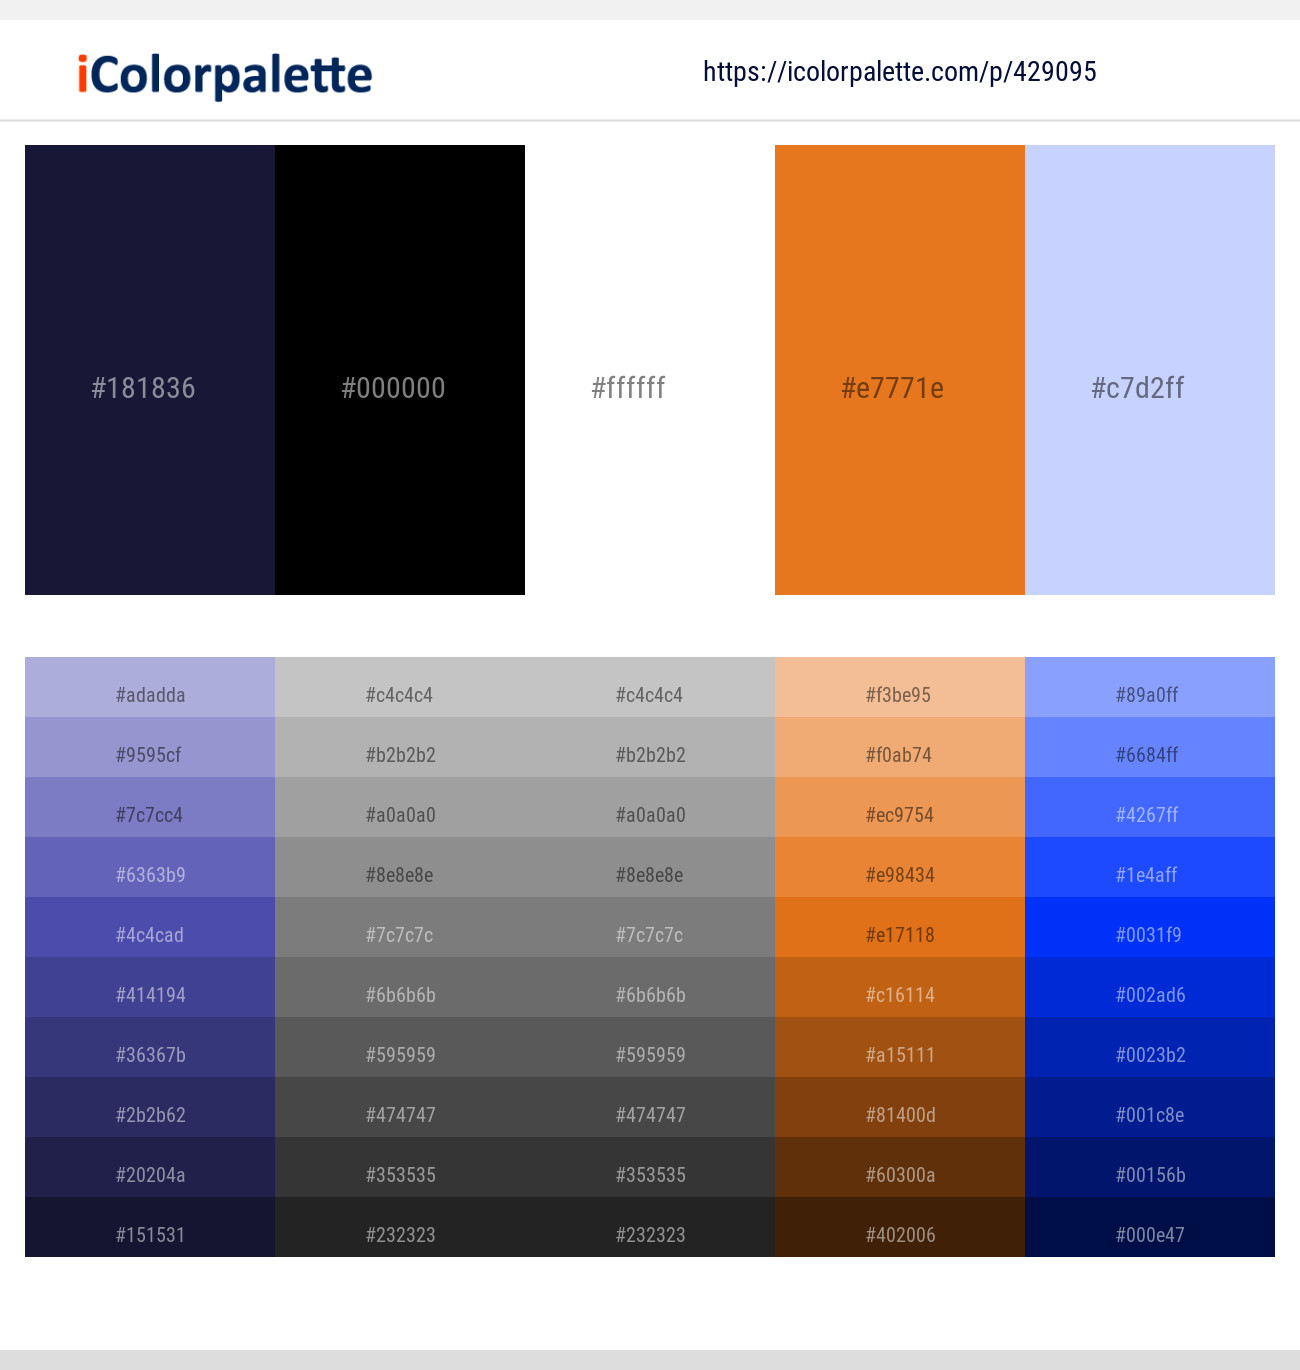 iColorpalette https://icolorpalette.com/p/429095
#181836 #000000 #ffffff #e7771e #c7d2ff
#adadda #c4c4c4 #c4c4c4 #f3be95 #89a0ff
#9595cf #b2b2b2 #b2b2b2 #f0ab74 #6684ff
#7c7cc4 #a0a0a0 #a0a0a0 #ec9754 #4267ff
#6363b9 #8e8e8e #8e8e8e #e98434 #1e4aff
#4c4cad #7c7c7c #7c7c7c #e17118 #0031f9
#414194 #6b6b6b #6b6b6b #c16114 #002ad6
#36367b #595959 #595959 #a15111 #0023b2
#2b2b62 #474747 #474747 #81400d #001c8e
#20204a #353535 #353535 #60300a #00156b
#151531 #232323 #232323 #402006 #000e47